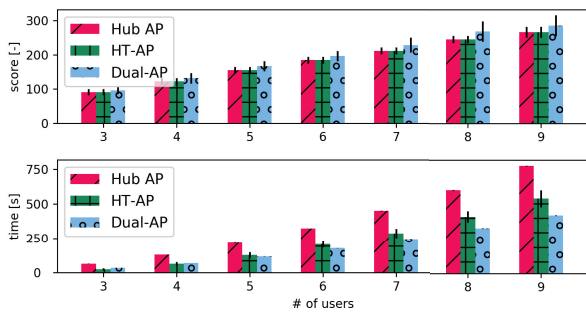 300
200
100
0
score [-]
Hub AP
HT-AP
Dual-AP
3 4 5 6 7 8 9
750
500
250
0
time [s]
Hub AP
HT-AP
Dual-AP
3 4 5 6 7 8 9
# of users